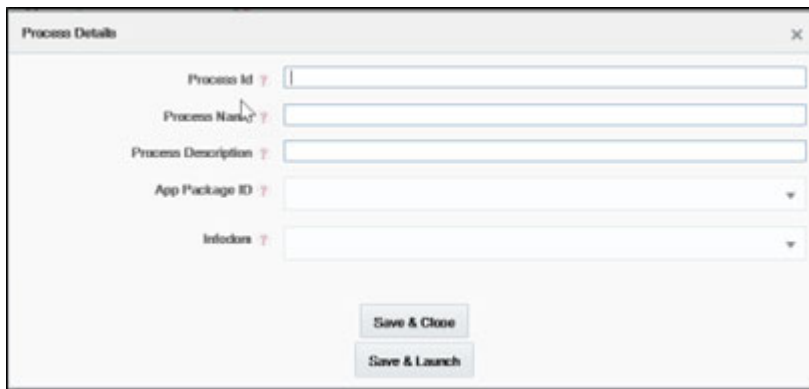 Process Details
Process Id ?
Process Name ?
Process Description ?
App Package ID ?
Infodom ?
Save & Close
Save & Launch